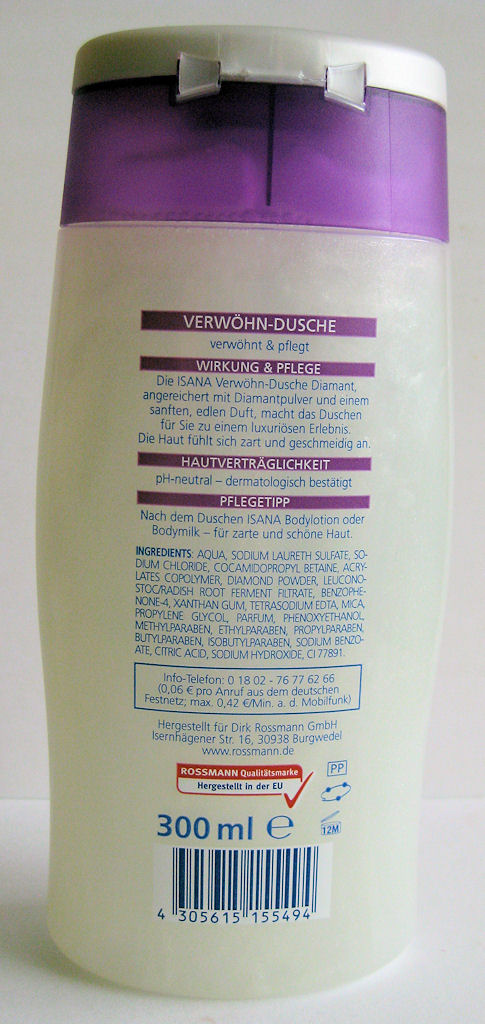 VERWÖHN-DUSCHE
verwöhnt & pflegt
WIRKUNG & PFLEGE
Die ISANA Verwöhn-Dusche Diamant,
angereichert mit Diamantpulver und einem
sanften, edlen Duft, macht das Duschen
für Sie zu einem luxuriösen Erlebnis.
Die Haut fühlt sich zart und geschmeidig an.
HAUTVERTRÄGLICHKEIT
pH-neutral – dermatologisch bestätigt
PFLEGETIPP
Nach dem Duschen ISANA Bodylotion oder
Bodymilk – für zarte und schöne Haut.
INGREDIENTS: AQUA, SODIUM LAURETH SULFATE, SO-
DIUM CHLORIDE, COCAMIDOPROPYL BETAINE, ACRY-
LATES COPOLYMER, DIAMOND POWDER, LEUCONO-
STOC/RADISH ROOT FERMENT FILTRATE, BENZOPHE-
NONE-4, XANTHAN GUM, TETRASODIUM EDTA, MICA,
PROPYLENE GLYCOL, PARFUM, PHENOXYETHANOL,
METHYLPARABEN, ETHYLPARABEN, PROPYLPARABEN,
BUTYLPARABEN, ISOBUTYLPARABEN, SODIUM BENZO-
ATE, CITRIC ACID, SODIUM HYDROXIDE, CI 77891.
Info-Telefon: 0 18 02 - 76 77 62 66
(0,06 € pro Anruf aus dem deutschen
Festnetz; max. 0,42 €/Min. a. d. Mobilfunk)
Hergestellt für Dirk Rossmann GmbH
Isernhägener Str. 16, 30938 Burgwedel
www.rossmann.de
ROSSMANN Qualitätsmarke
Hergestellt in der EU
PP
12M
300 ml ℮
4 305615 155494